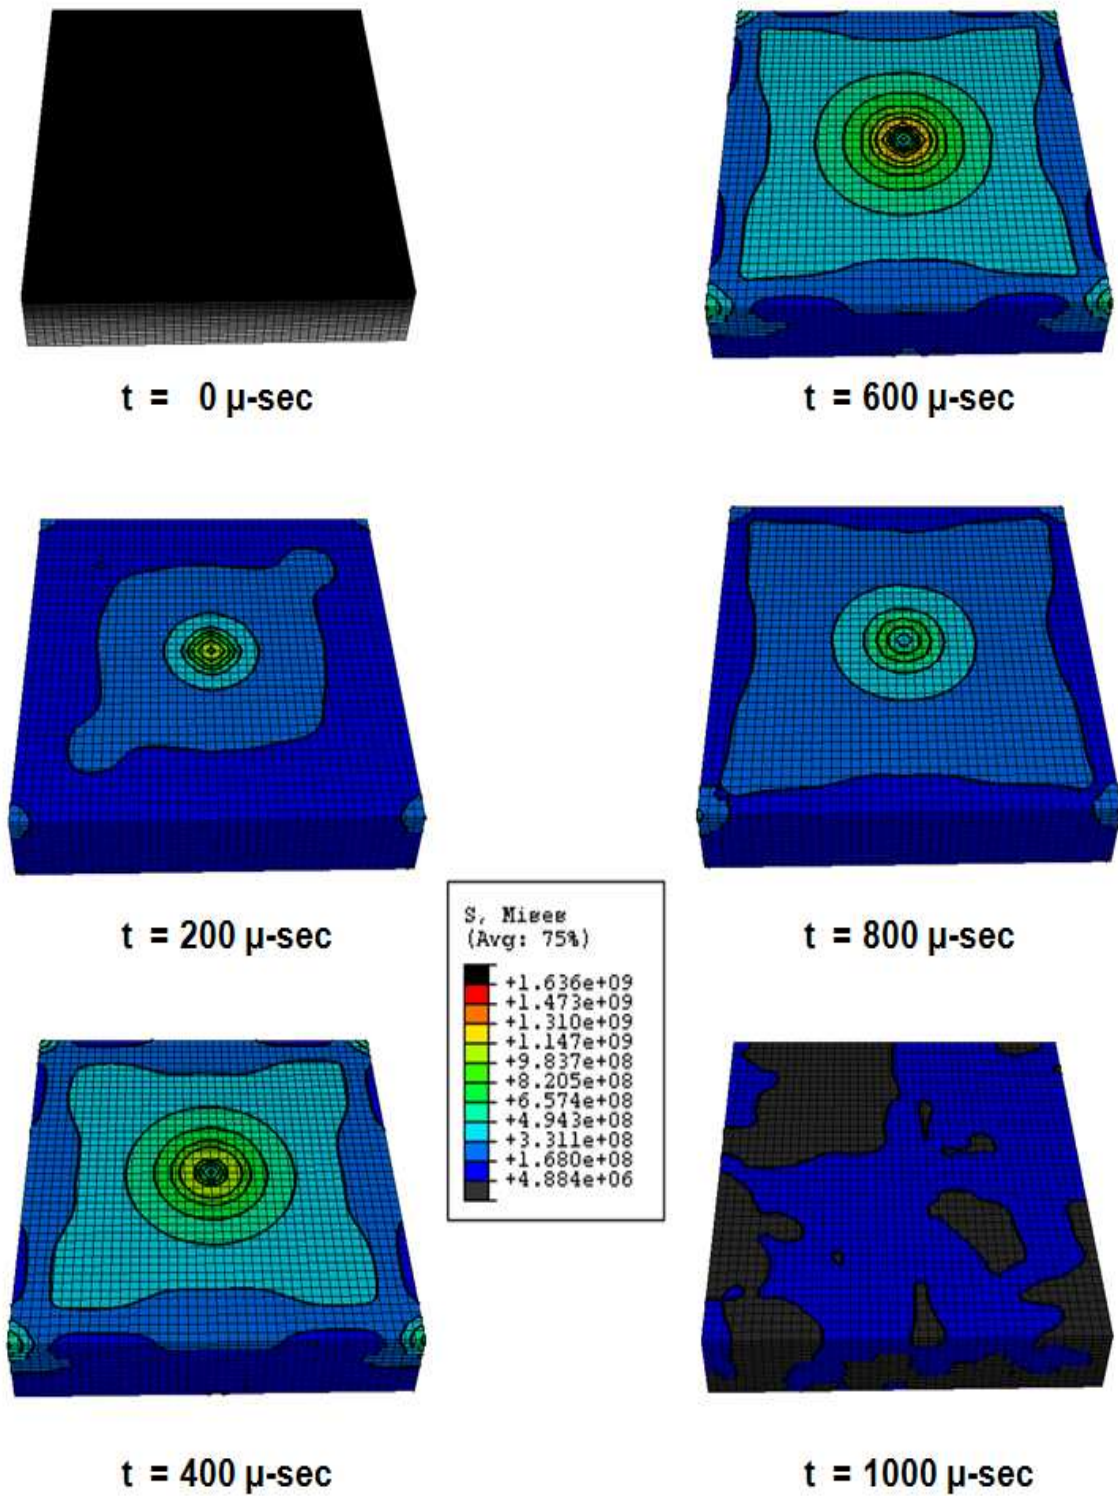 t = 0 µ-sec
t = 600 µ-sec
t = 200 µ-sec
t = 800 µ-sec
S, Mises
(Avg: 75%)
+1.636e+09
+1.473e+09
+1.310e+09
+1.147e+09
+9.837e+08
+8.205e+08
+6.574e+08
+4.943e+08
+3.311e+08
+1.680e+08
+4.884e+06
t = 400 µ-sec
t = 1000 µ-sec